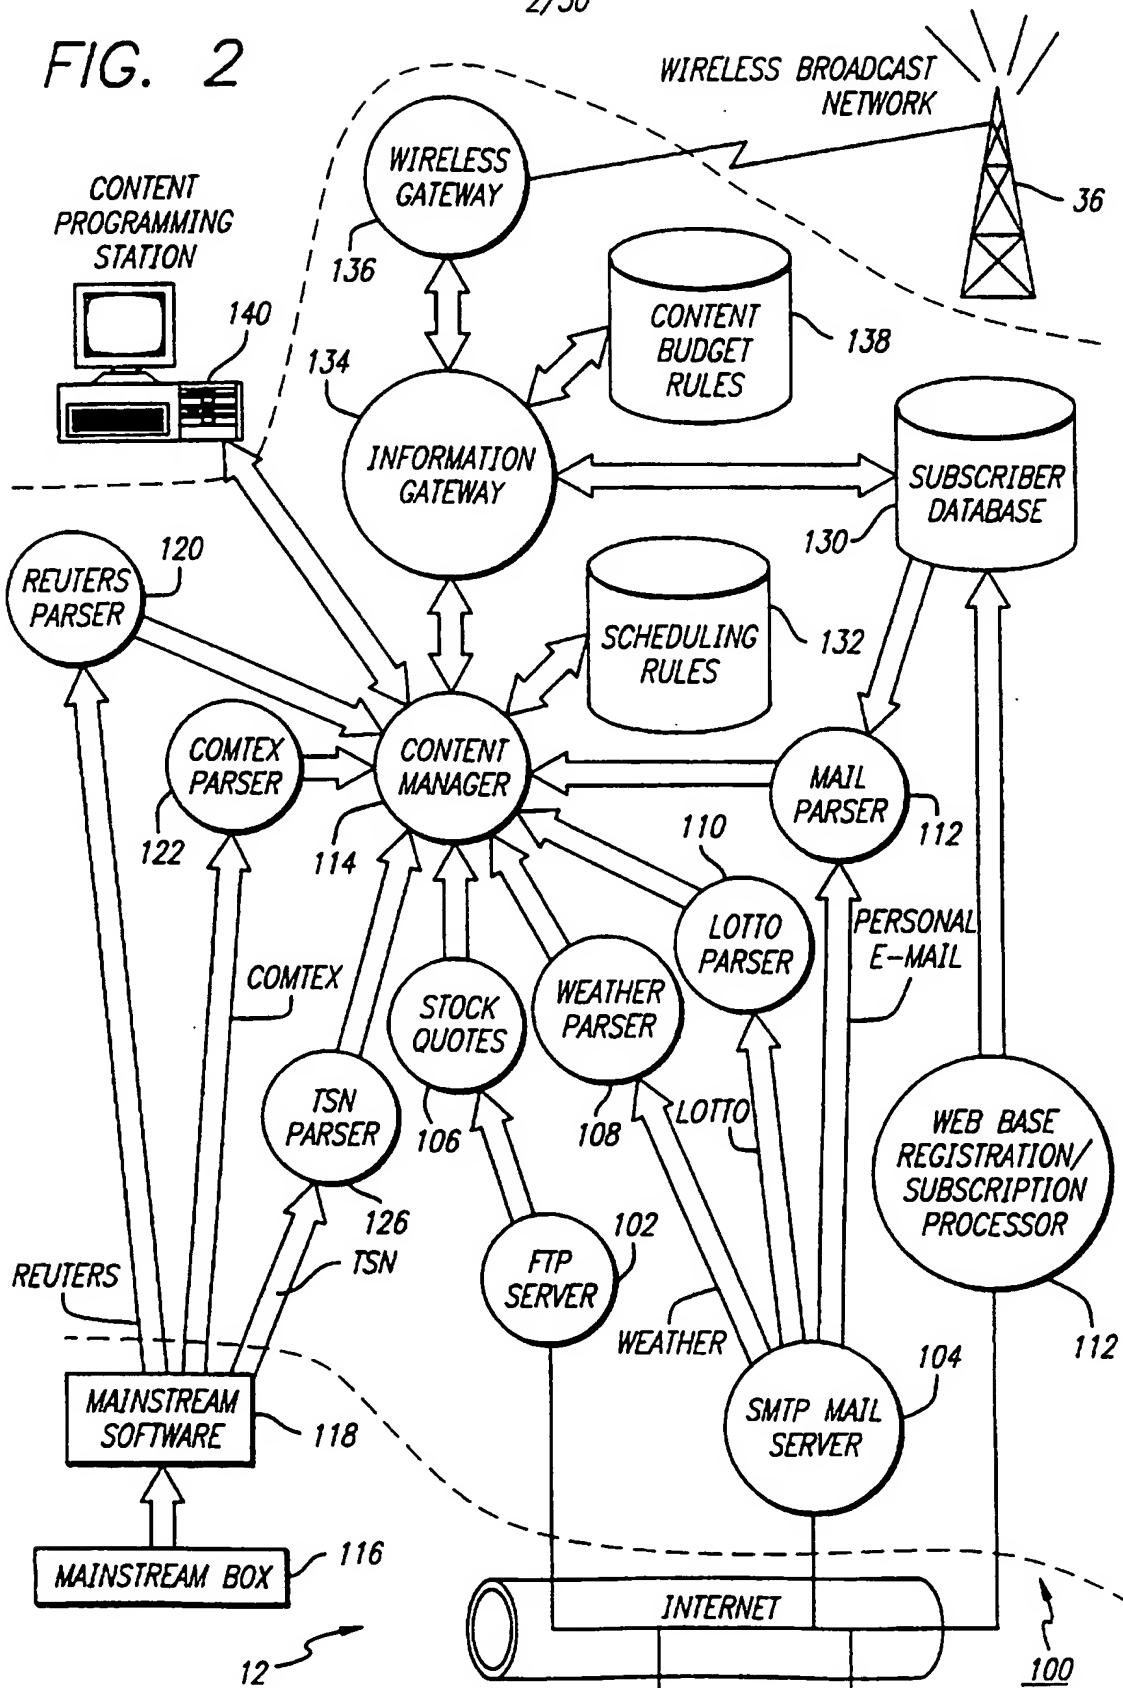 2/30
FIG. 2
WIRELESS BROADCAST
NETWORK
WIRELESS
GATEWAY
136
36
CONTENT
PROGRAMMING
STATION
140
CONTENT
BUDGET
RULES
138
134
INFORMATION
GATEWAY
SUBSCRIBER
DATABASE
130
120
REUTERS
PARSER
SCHEDULING
RULES
132
COMTEX
PARSER
122
CONTENT
MANAGER
114
MAIL
PARSER
112
110
LOTTO
PARSER
PERSONAL
E-MAIL
COMTEX
STOCK
QUOTES
106
WEATHER
PARSER
108
TSN
PARSER
126
LOTTO
WEB BASE
REGISTRATION/
SUBSCRIPTION
PROCESSOR
112
102
FTP
SERVER
TSN
REUTERS
WEATHER
104
SMTP MAIL
SERVER
MAINSTREAM
SOFTWARE
118
MAINSTREAM BOX
116
INTERNET
12
100